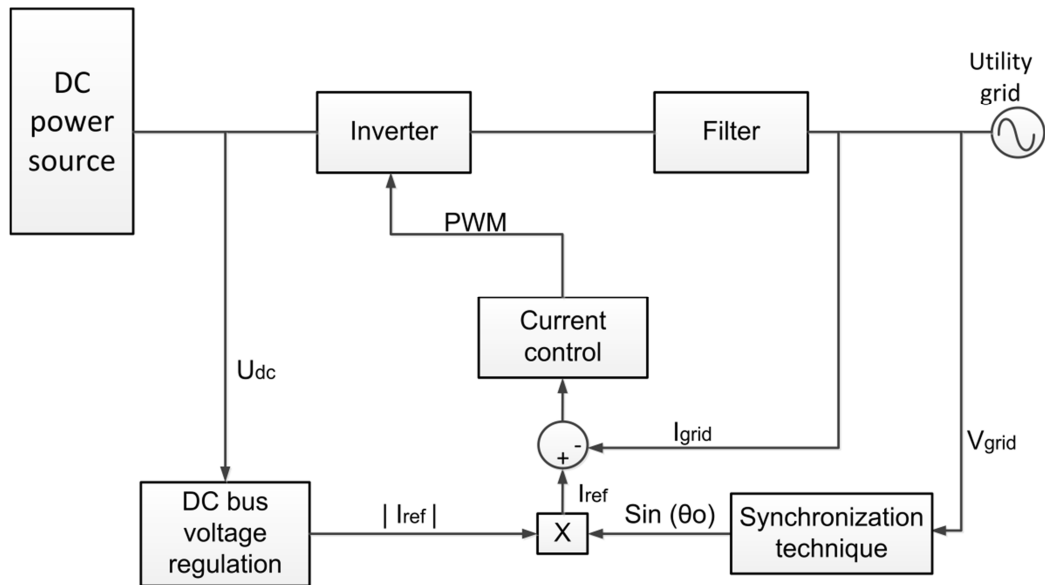 DC
power
source
Inverter
Filter
Utility
grid
PWM
Current
control
Udc
Igrid
Vgrid
-
+
Iref
DC bus
voltage
regulation
| Iref |
X
Sin (θo)
Synchronization
technique